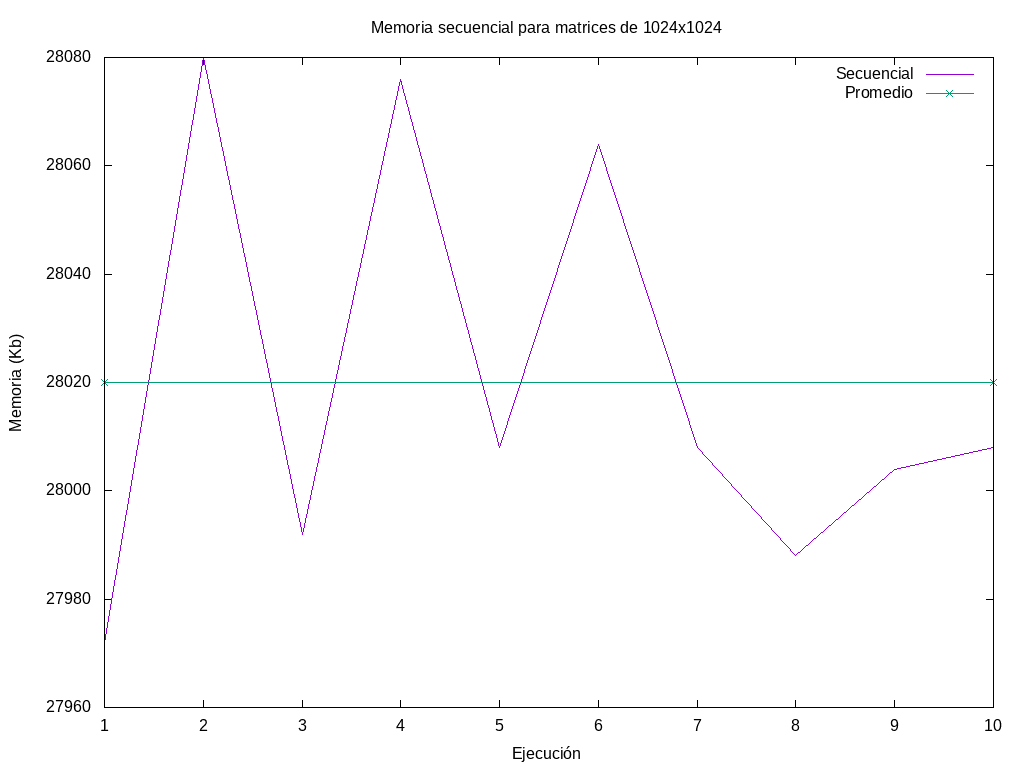 Memoria secuencial para matrices de 1024x1024
28080
28060
28040
28020
28000
27980
27960
Memoria (Kb)
Secuencial
Promedio
1 2 3 4 5 6 7 8 9 10
Ejecución